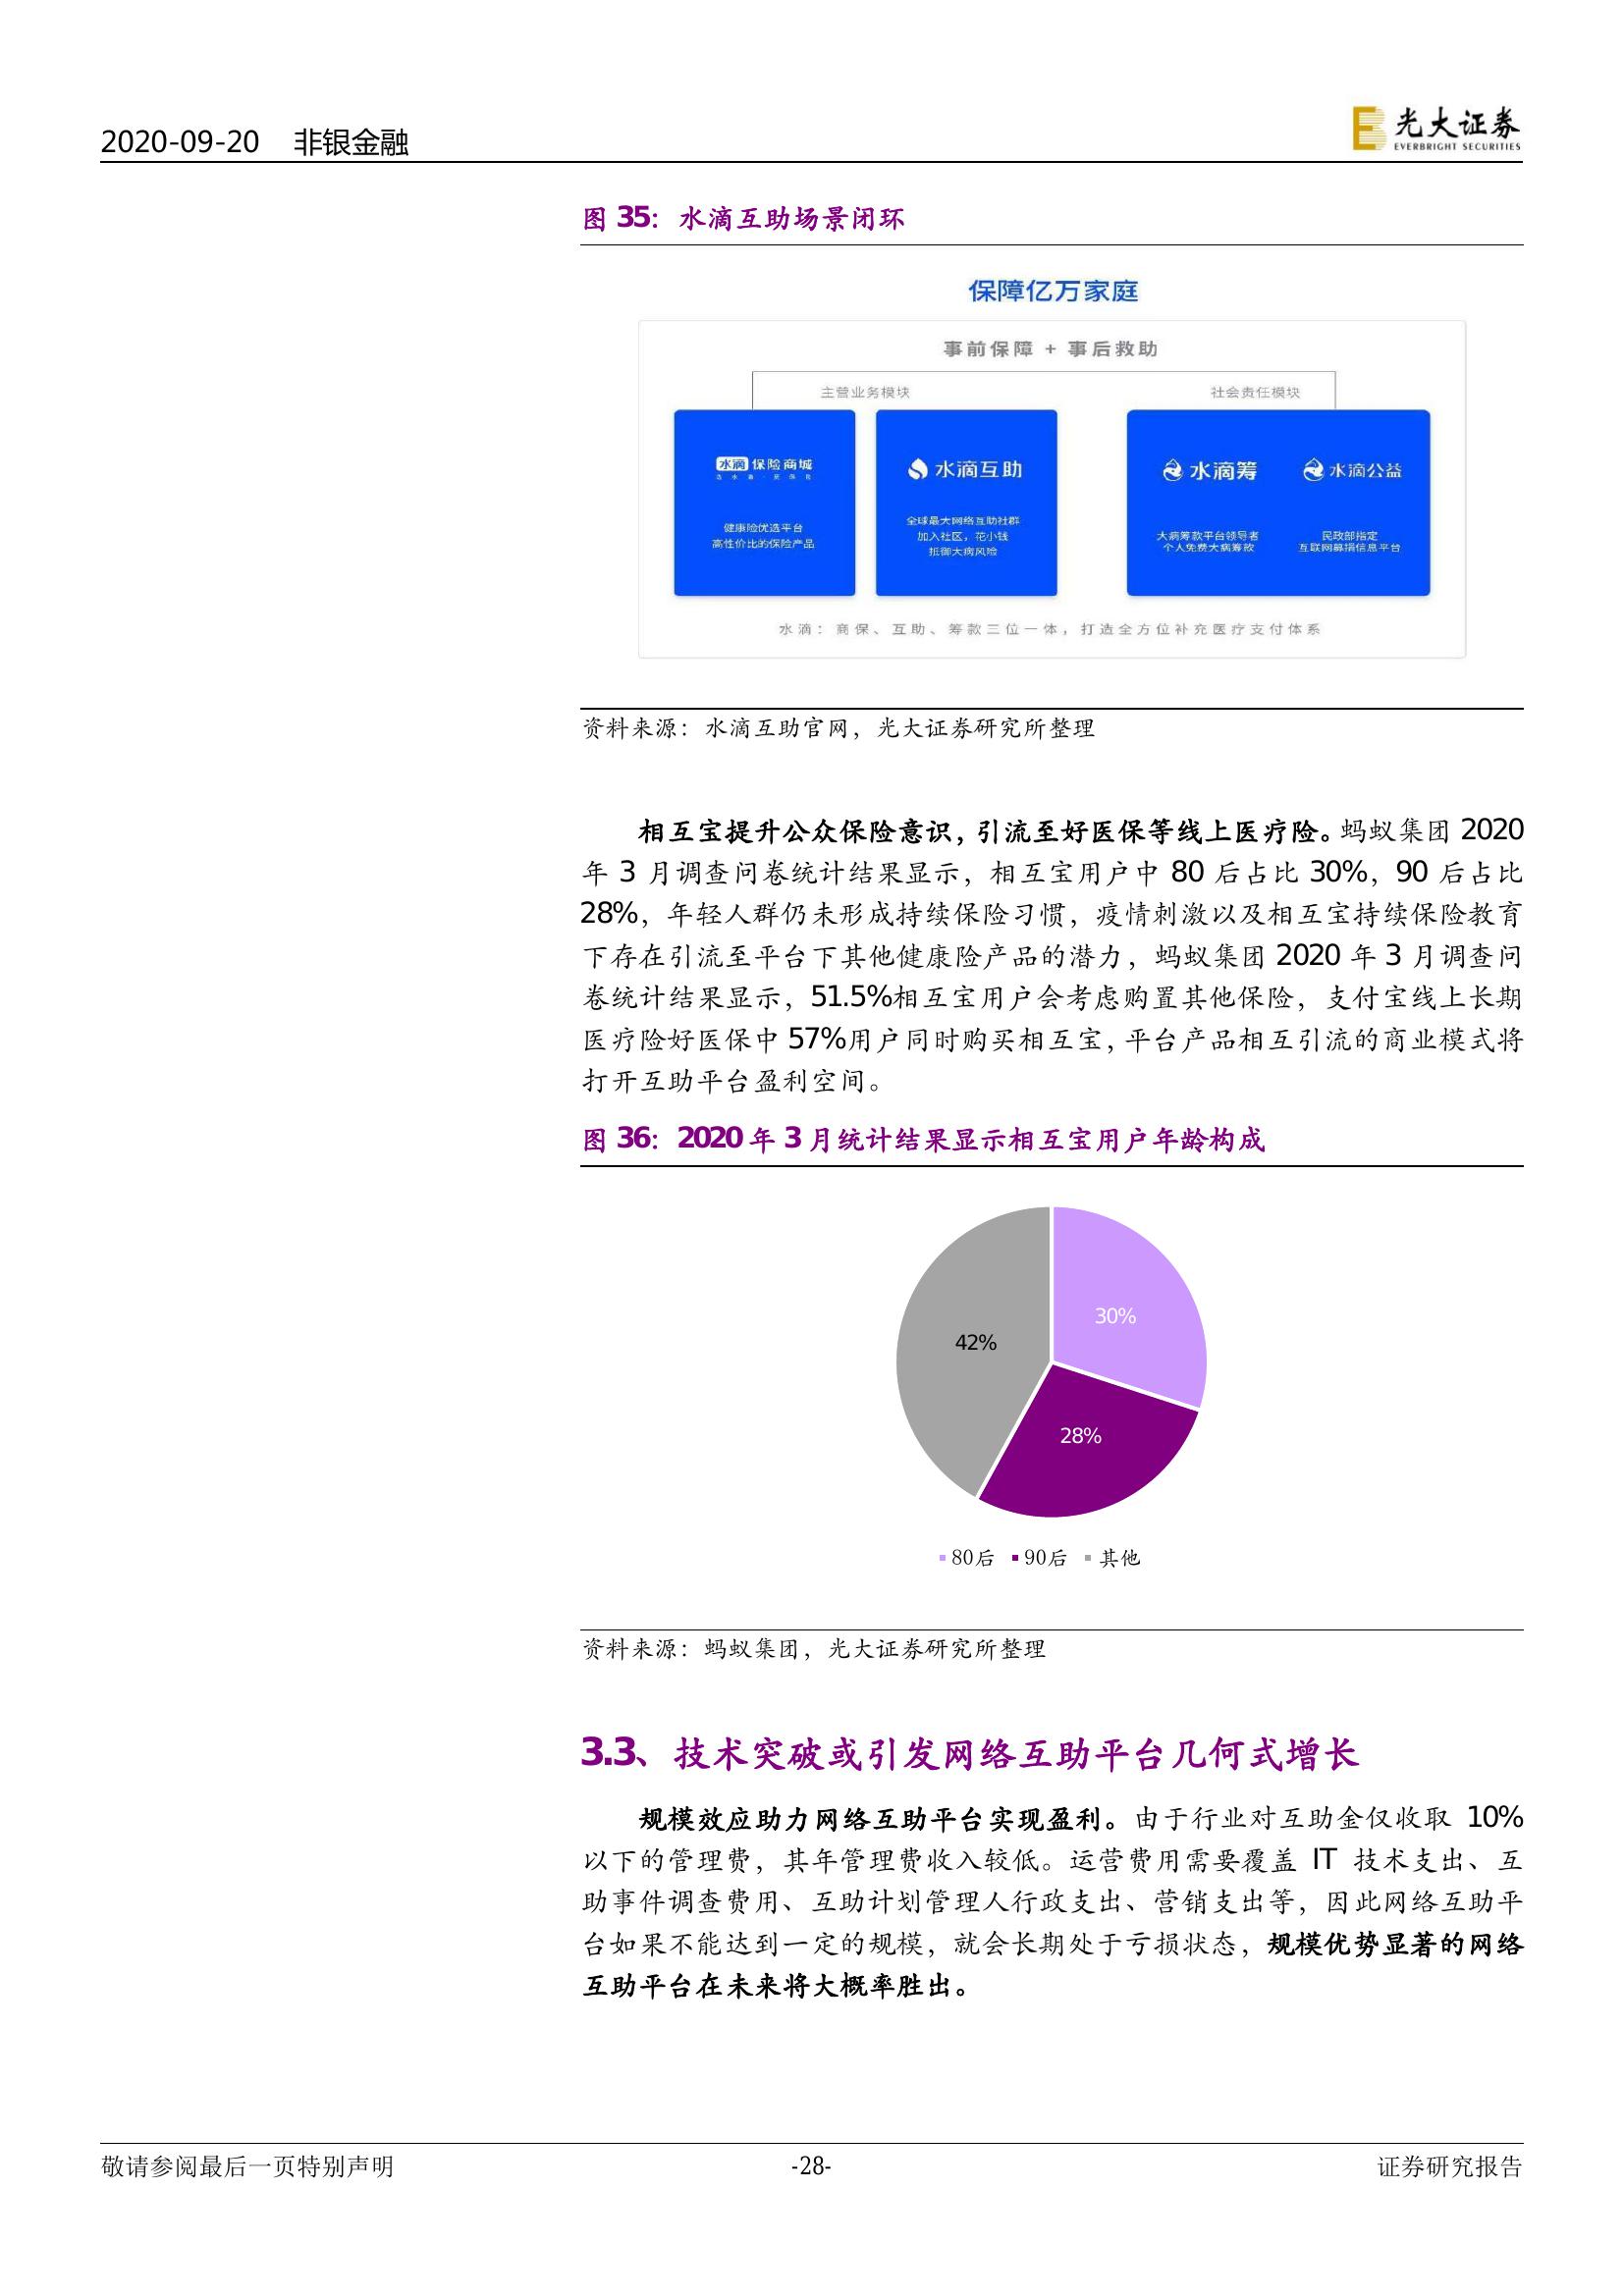 2020-09-20 非银金融
光大证券
EVERBRIGHT SECURITIES
图 35：水滴互助场景闭环
保障亿万家庭
事前保障 + 事后救助
主营业务模块
社会责任模块
水滴保险商城
健康险优选平台
高性价比的保险产品
水滴互助
全球最大网络互助社群
加入社区，花小钱
抵御大病风险
水滴筹
大病筹款平台领导者
个人免费大病筹款
水滴公益
民政部指定
互联网募捐信息平台
水滴：商保、互助、筹款三位一体，打造全方位补充医疗支付体系
资料来源：水滴互助官网，光大证券研究所整理
相互宝提升公众保险意识，引流至好医保等线上医疗险。蚂蚁集团 2020
年 3 月调查问卷统计结果显示，相互宝用户中 80 后占比 30%，90 后占比
28%，年轻人群仍未形成持续保险习惯，疫情刺激以及相互宝持续保险教育
下存在引流至平台下其他健康险产品的潜力，蚂蚁集团 2020 年 3 月调查问
卷统计结果显示，51.5%相互宝用户会考虑购置其他保险，支付宝线上长期
医疗险好医保中 57%用户同时购买相互宝，平台产品相互引流的商业模式将
打开互助平台盈利空间。
图 36：2020 年 3 月统计结果显示相互宝用户年龄构成
30%
42%
28%
80后 90后 其他
资料来源：蚂蚁集团，光大证券研究所整理
3.3、技术突破或引发网络互助平台几何式增长
规模效应助力网络互助平台实现盈利。由于行业对互助金仅收取 10%
以下的管理费，其年管理费收入较低。运营费用需要覆盖 IT 技术支出、互
助事件调查费用、互助计划管理人行政支出、营销支出等，因此网络互助平
台如果不能达到一定的规模，就会长期处于亏损状态，规模优势显著的网络
互助平台在未来将大概率胜出。
敬请参阅最后一页特别声明
-28-
证券研究报告